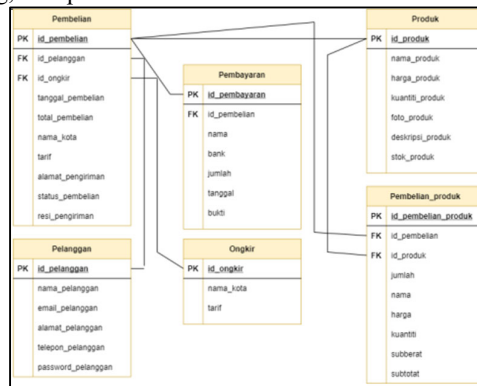 Pembelian
PK id_pembelian
FK id_pelanggan
FK id_ongkir
tanggal_pembelian
total_pembelian
nama_kota
tarif
alamat_pengiriman
status_pembelian
resi_pengiriman
Pembayaran
PK id_pembayaran
FK id_pembelian
nama
bank
jumlah
tanggal
bukti
Produk
PK id_produk
nama_produk
harga_produk
kuantiti_produk
foto_produk
deskripsi_produk
stok_produk
Pelanggan
PK id_pelanggan
nama_pelanggan
email_pelanggan
alamat_pelanggan
telepon_pelanggan
password_pelanggan
Ongkir
PK id_ongkir
nama_kota
tarif
Pembelian_produk
PK id_pembelian_produk
FK id_pembelian
FK id_produk
jumlah
nama
harga
kuantiti
subberat
subtotat